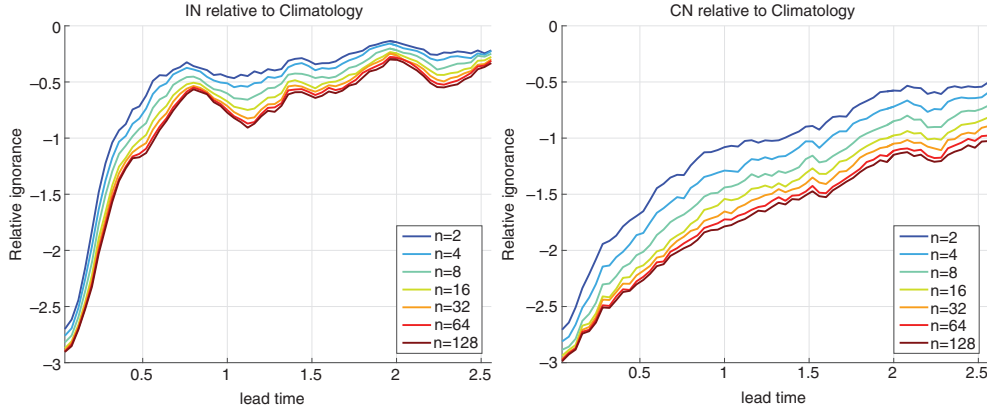 IN relative to Climatology
0
−0.5
−1
−1.5
−2
−2.5
−3
Relative ignorance
0.5
1
1.5
2
2.5
lead time
n=2
n=4
n=8
n=16
n=32
n=64
n=128
CN relative to Climatology
0
−0.5
−1
−1.5
−2
−2.5
−3
Relative ignorance
0.5
1
1.5
2
2.5
lead time
n=2
n=4
n=8
n=16
n=32
n=64
n=128